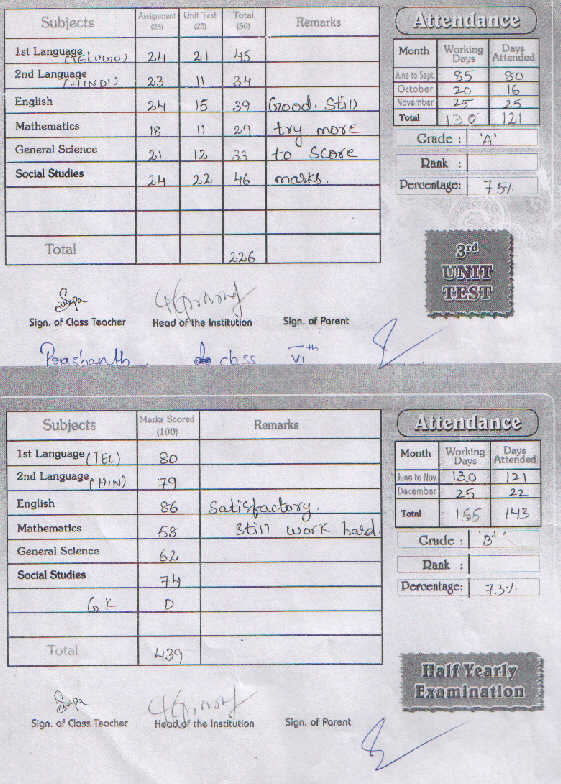 Subjects Assignment (25) Unit Test (25) Total (50) Remarks
1st Language (TELUGU) 24 21 45
2nd Language (HINDI) 23 11 34
English 24 15 39 Good. Still
Mathematics 18 11 29 try more
General Science 21 12 33 to score
Social Studies 24 22 46 marks.
Total 226
Attendance
Month Working Days Days Attended
June to Sept. 85 80
October 20 16
November 25 25
Total 130 121
Grade : 'A'
Rank :
Percentage: 75%
3rd
UNIT
TEST
Sign. of Class Teacher Head of the Institution Sign. of Parent
Prashanth class VIth
Subjects Marks Scored (100) Remarks
1st Language (TEL) 80
2nd Language (HIN) 79
English 86 Satisfactory.
Mathematics 58 Still work hard.
General Science 62
Social Studies 74
GK 0
Total 439
Attendance
Month Working Days Days Attended
June to Nov. 130 121
December 25 22
Total 155 143
Grade : 'B'
Rank :
Percentage: 73%
Half Yearly
Examination
Sign. of Class Teacher Head of the Institution Sign. of Parent